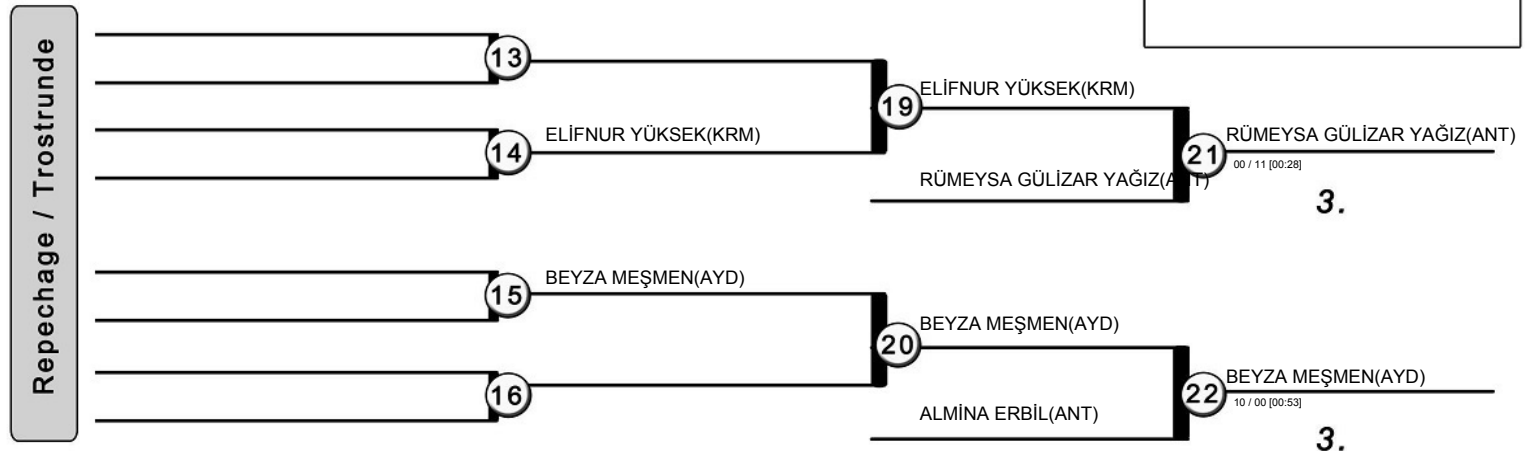 Repechage / Trostrunde
13
ELİFNUR YÜKSEK(KRM)
19
14
ELİFNUR YÜKSEK(KRM)
RÜMEYSA GÜLİZAR YAĞIZ(ANT)
21
00 / 11 [00:28]
RÜMEYSA GÜLİZAR YAĞIZ(ANT)
3.
15
BEYZA MEŞMEN(AYD)
BEYZA MEŞMEN(AYD)
20
16
BEYZA MEŞMEN(AYD)
22
10 / 00 [00:53]
ALMİNA ERBİL(ANT)
3.